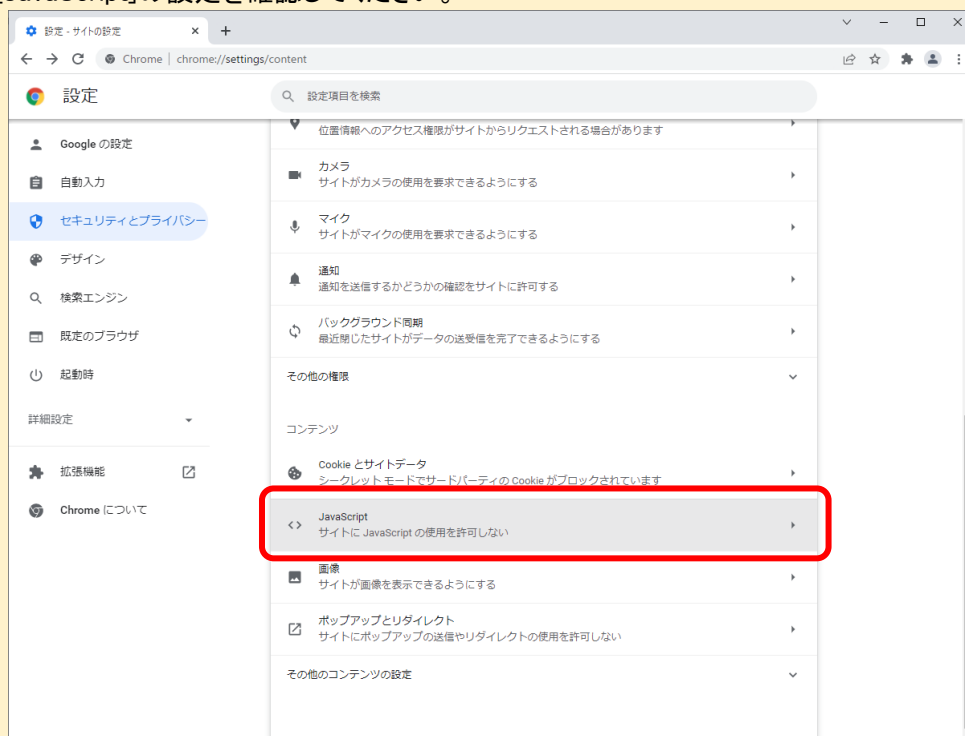 [JavaScript]の設定を確認してください。
設定 - サイトの設定
Chrome | chrome://settings/content
設定
設定項目を検索
Google の設定
自動入力
セキュリティとプライバシー
デザイン
検索エンジン
既定のブラウザ
起動時
詳細設定
拡張機能
Chrome について
位置情報へのアクセス権限がサイトからリクエストされる場合があります
カメラ
サイトがカメラの使用を要求できるようにする
マイク
サイトがマイクの使用を要求できるようにする
通知
通知を送信するかどうかの確認をサイトに許可する
バックグラウンド同期
最近閉じたサイトがデータの送受信を完了できるようにする
その他の権限
コンテンツ
Cookie とサイトデータ
シークレット モードでサードパーティの Cookie がブロックされています
JavaScript
サイトに JavaScript の使用を許可しない
画像
サイトが画像を表示できるようにする
ポップアップとリダイレクト
サイトにポップアップの送信やリダイレクトの使用を許可しない
その他のコンテンツの設定